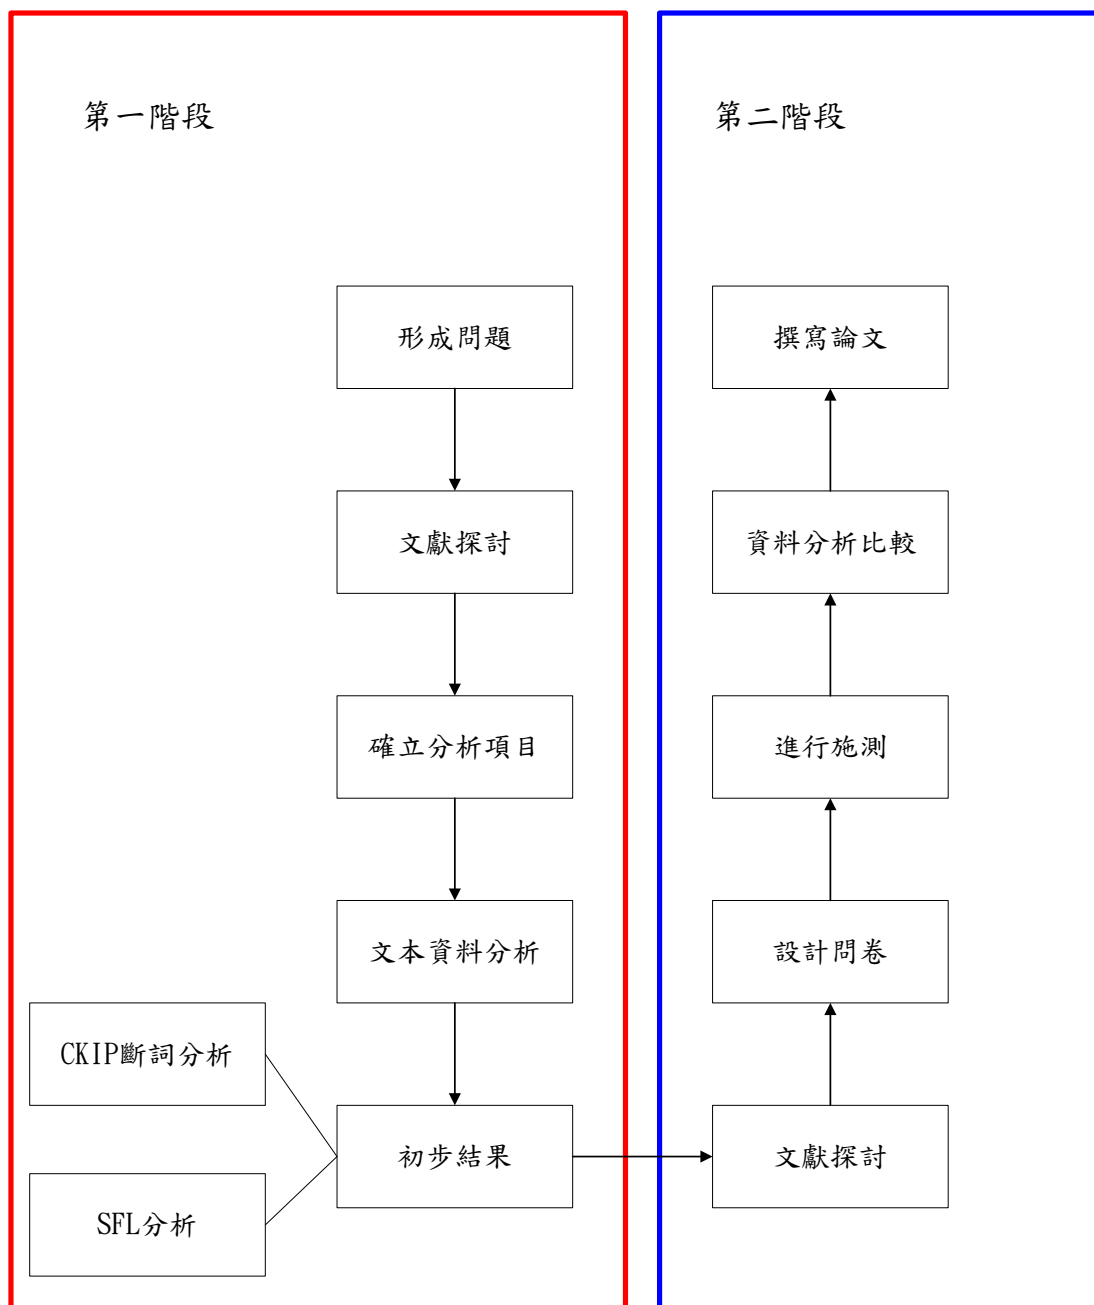 第一階段
形成問題
文獻探討
確立分析項目
文本資料分析
CKIP斷詞分析
初步結果
SFL分析
第二階段
撰寫論文
資料分析比較
進行施測
設計問卷
文獻探討